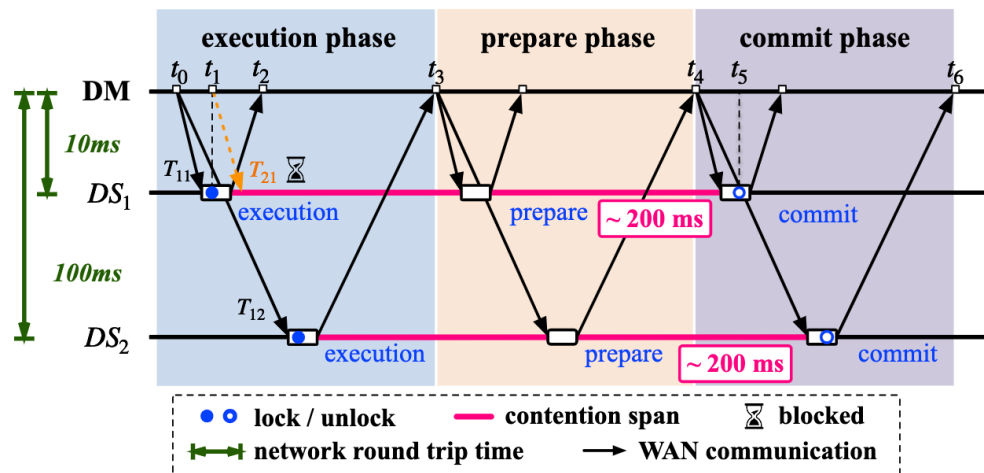 execution phase prepare phase commit phase
t0 t1 t2 t3 t4 t5 t6
DM
10ms
T11 T21
DS1
execution prepare ~ 200 ms commit
100ms
T12
DS2
execution prepare ~ 200 ms commit
lock / unlock contention span blocked
network round trip time WAN communication